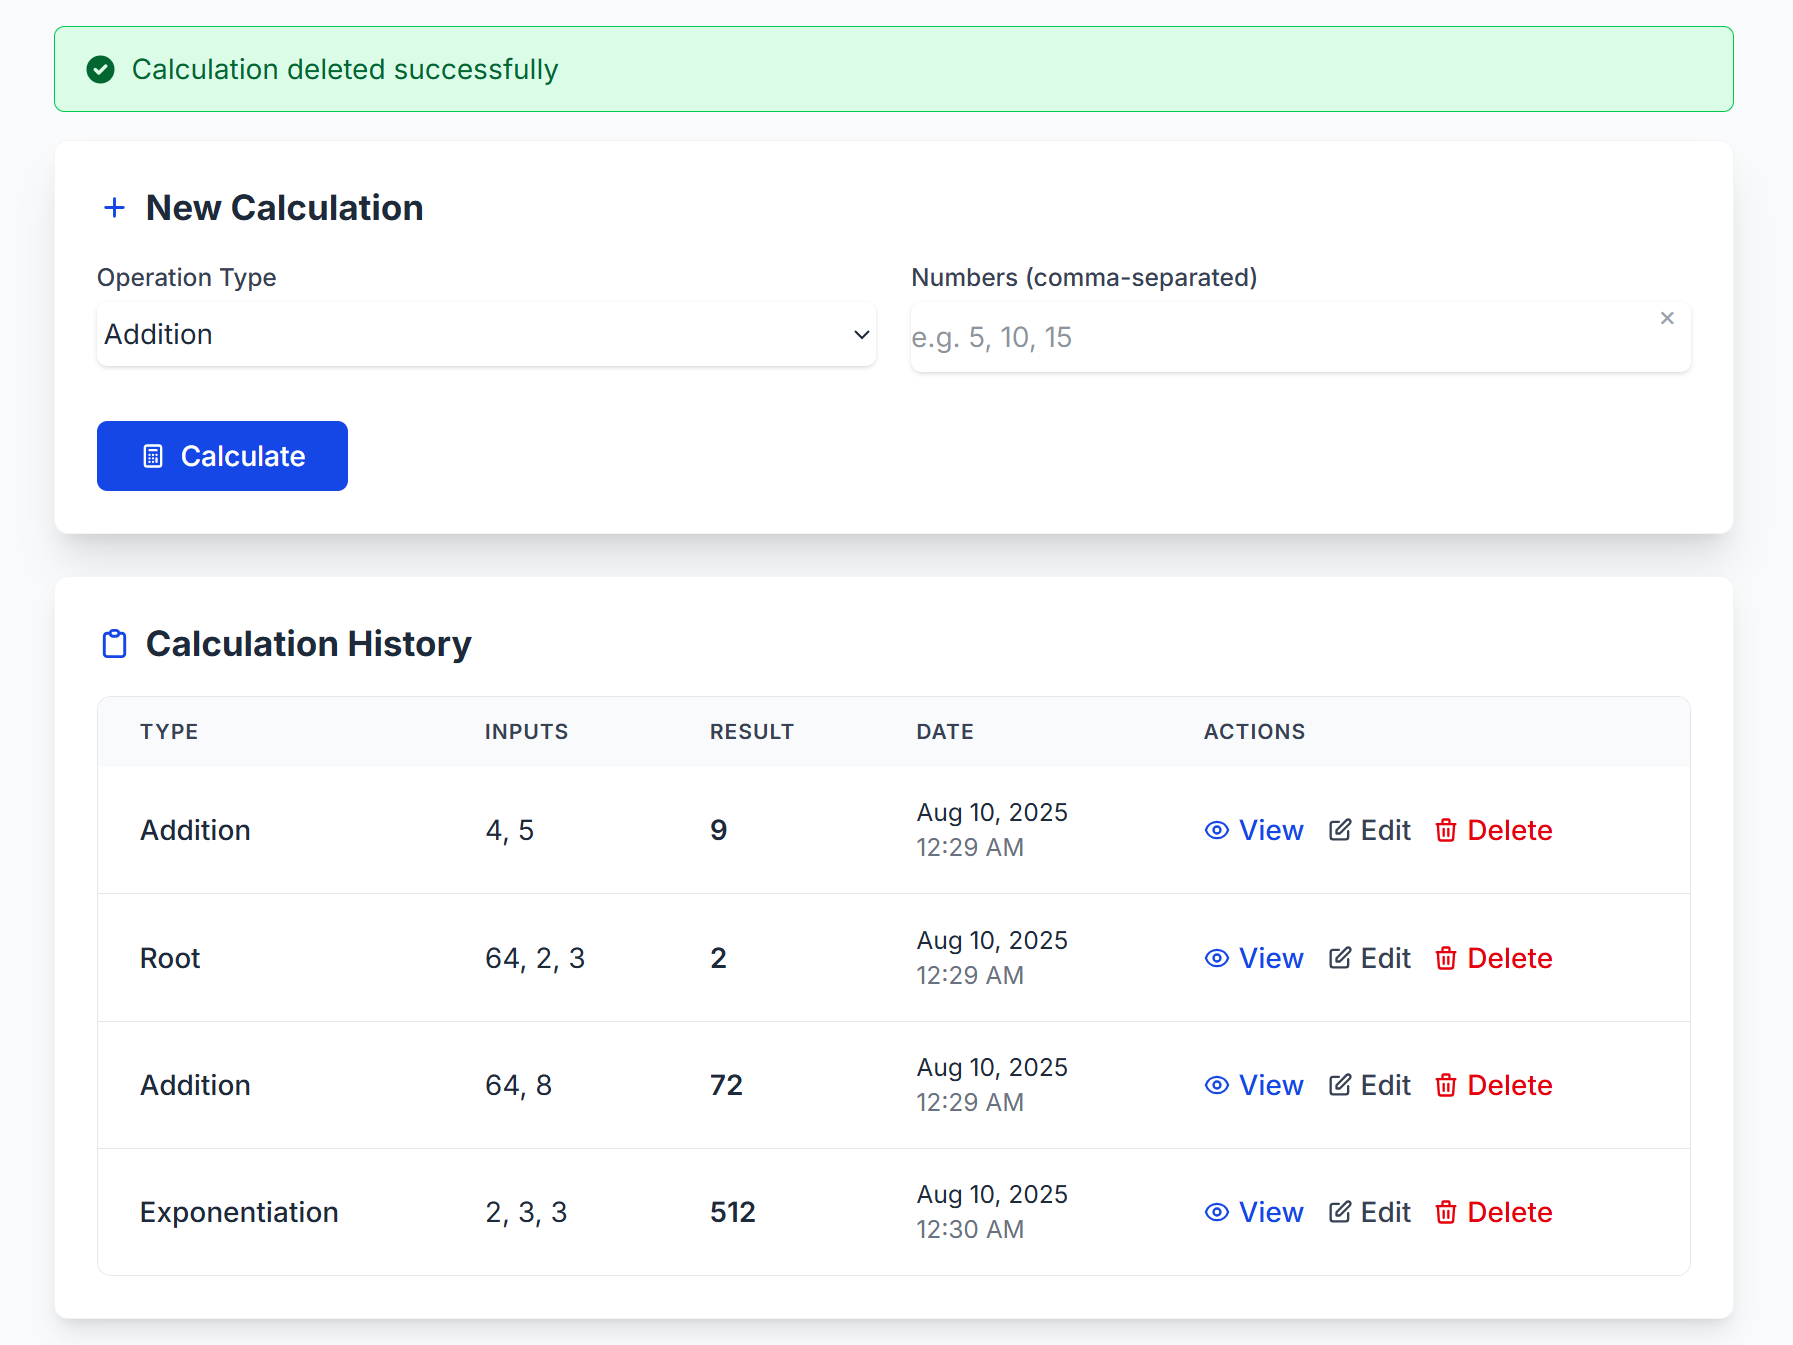 Calculation deleted successfully
New Calculation
Operation Type
Numbers (comma-separated)
Addition
e.g. 5, 10, 15
Calculate
Calculation History
TYPE INPUTS RESULT DATE ACTIONS
Addition 4, 5 9 Aug 10, 2025 View Edit Delete
12:29 AM
Root 64, 2, 3 2 Aug 10, 2025 View Edit Delete
12:29 AM
Addition 64, 8 72 Aug 10, 2025 View Edit Delete
12:29 AM
Exponentiation 2, 3, 3 512 Aug 10, 2025 View Edit Delete
12:30 AM